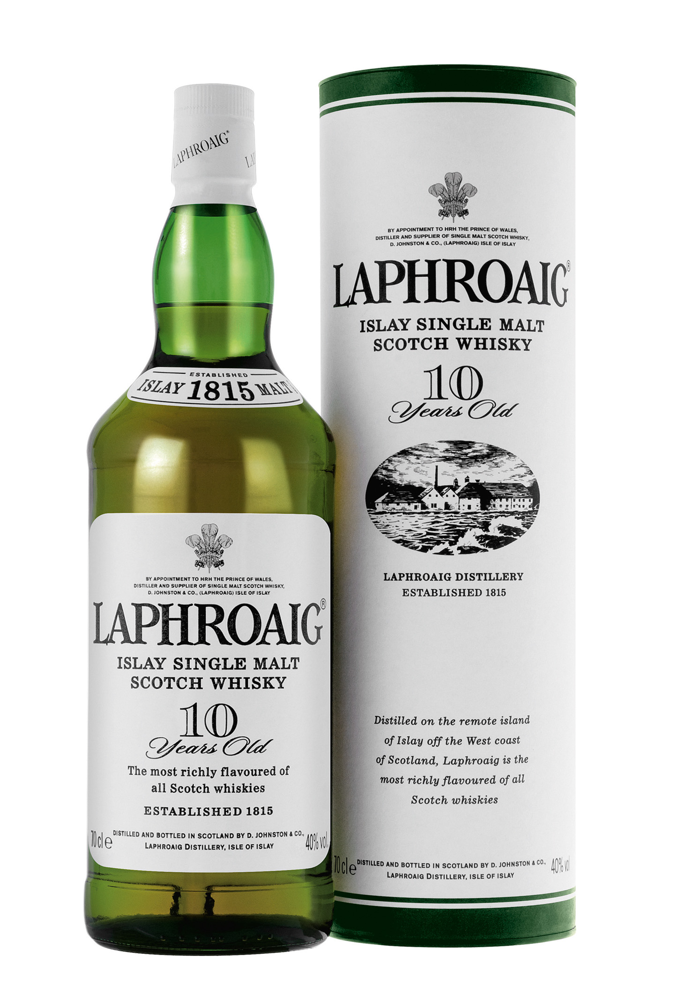 LAPHROAIG®
ESTABLISHED
ISLAY 1815 MALT
ICH DIEN
BY APPOINTMENT TO HRH THE PRINCE OF WALES,
DISTILLER AND SUPPLIER OF SINGLE MALT SCOTCH WHISKY,
D. JOHNSTON & CO., (LAPHROAIG) ISLE OF ISLAY
LAPHROAIG®
ISLAY SINGLE MALT
SCOTCH WHISKY
10
Years Old
The most richly flavoured of
all Scotch whiskies
ESTABLISHED 1815
70cl e DISTILLED AND BOTTLED IN SCOTLAND BY D. JOHNSTON & CO., 40% vol.
LAPHROAIG DISTILLERY, ISLE OF ISLAY
BY APPOINTMENT TO HRH THE PRINCE OF WALES,
DISTILLER AND SUPPLIER OF SINGLE MALT SCOTCH WHISKY,
D. JOHNSTON & CO., (LAPHROAIG) ISLE OF ISLAY
LAPHROAIG®
ISLAY SINGLE MALT
SCOTCH WHISKY
10
Years Old
LAPHROAIG DISTILLERY
ESTABLISHED 1815
Distilled on the remote island
of Islay off the West coast
of Scotland, Laphroaig is the
most richly flavoured of all
Scotch whiskies
70cl e DISTILLED AND BOTTLED IN SCOTLAND BY D. JOHNSTON & CO., 40% vol
LAPHROAIG DISTILLERY, ISLE OF ISLAY